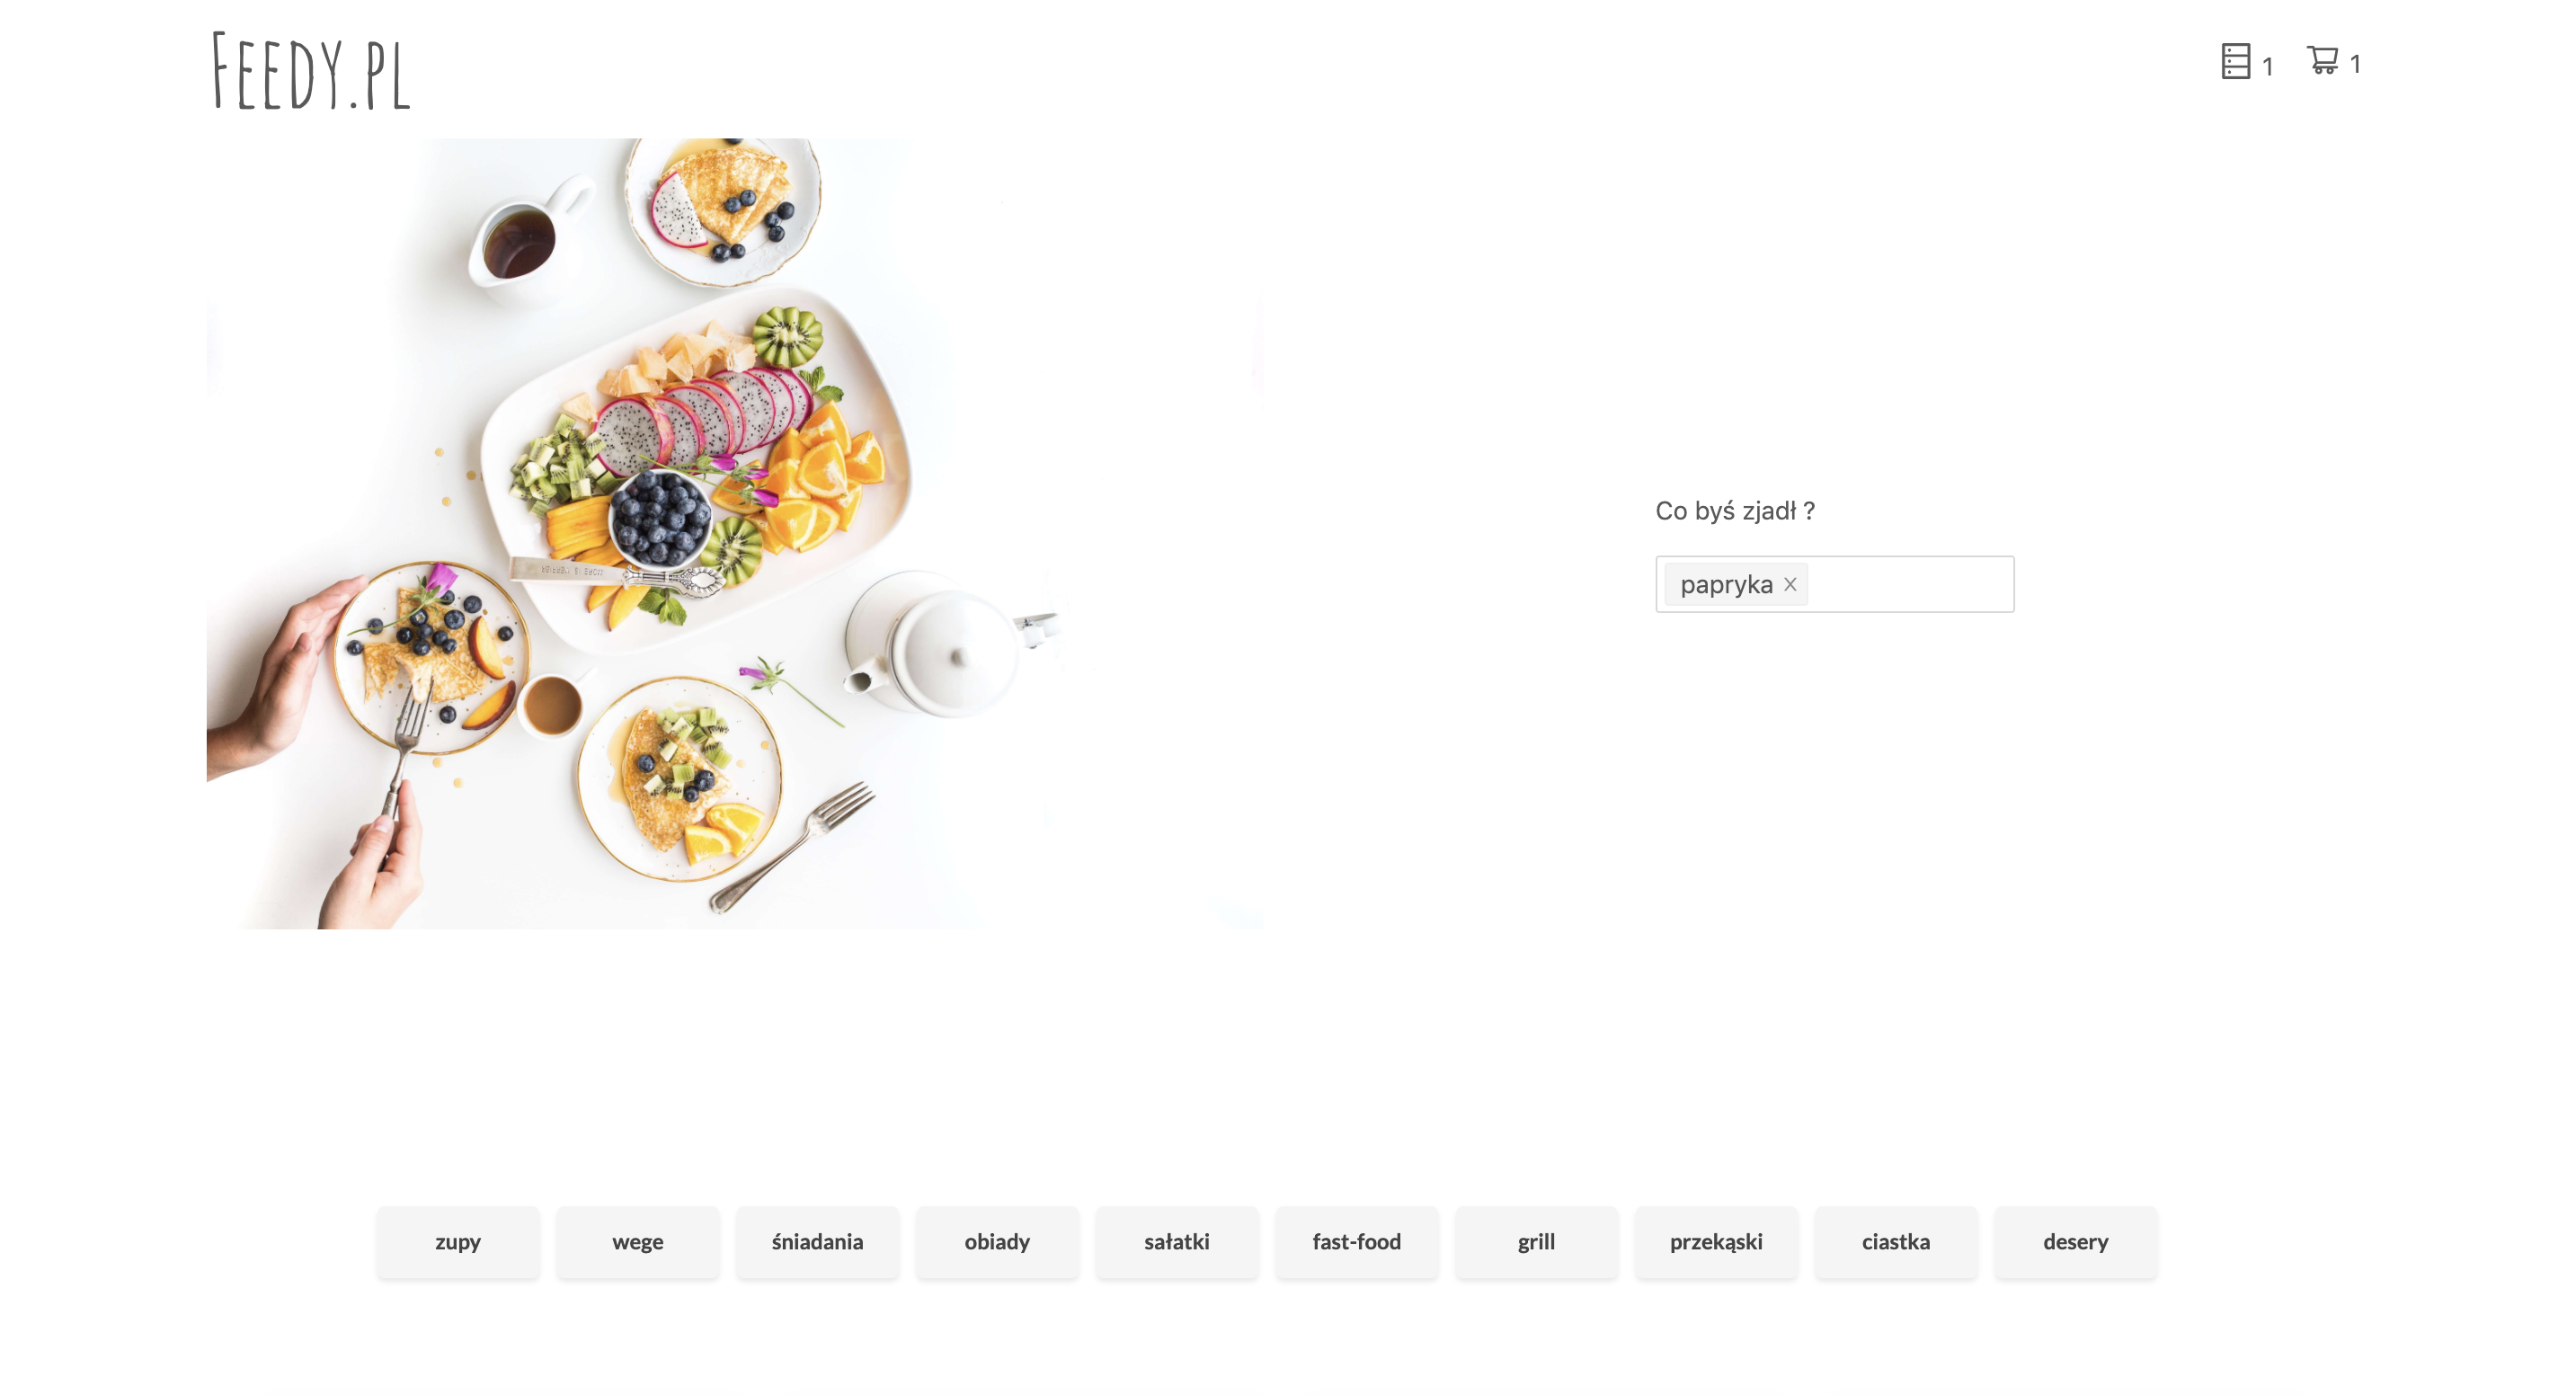 Feedy.pl
1
1
Co byś zjadł ?
papryka
zupy
wege
śniadania
obiady
sałatki
fast-food
grill
przekąski
ciastka
desery